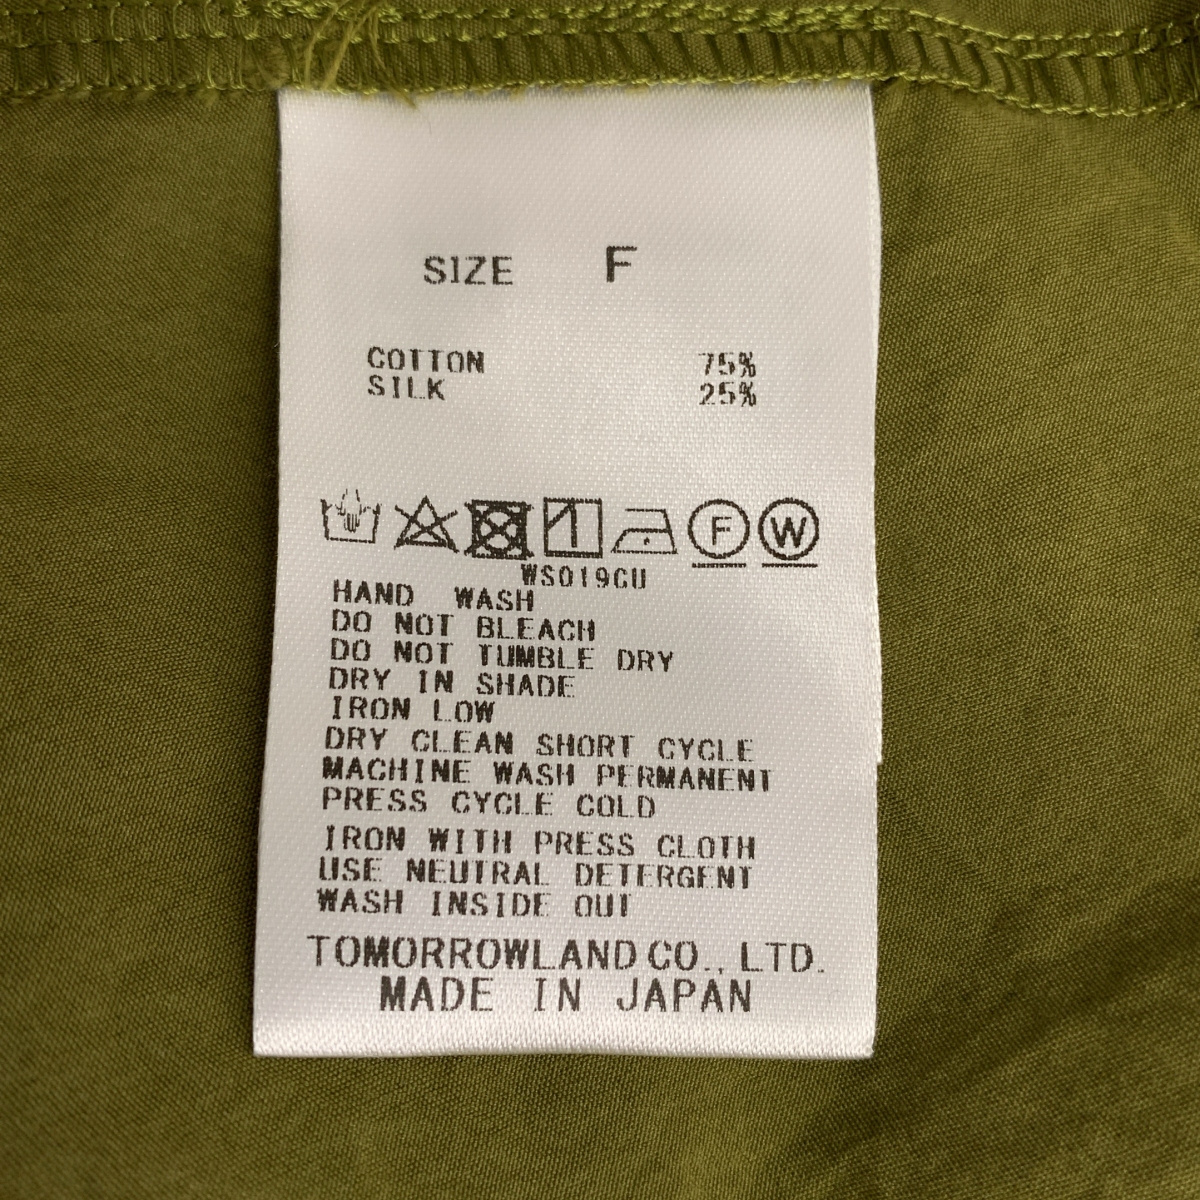 SIZE F
COTTON 75%
SILK 25%
F W
WS019CU
HAND WASH
DO NOT BLEACH
DO NOT TUMBLE DRY
DRY IN SHADE
IRON LOW
DRY CLEAN SHORT CYCLE
MACHINE WASH PERMANENT
PRESS CYCLE COLD
IRON WITH PRESS CLOTH
USE NEUTRAL DETERGENT
WASH INSIDE OUT
TOMORROWLAND CO., LTD.
MADE IN JAPAN